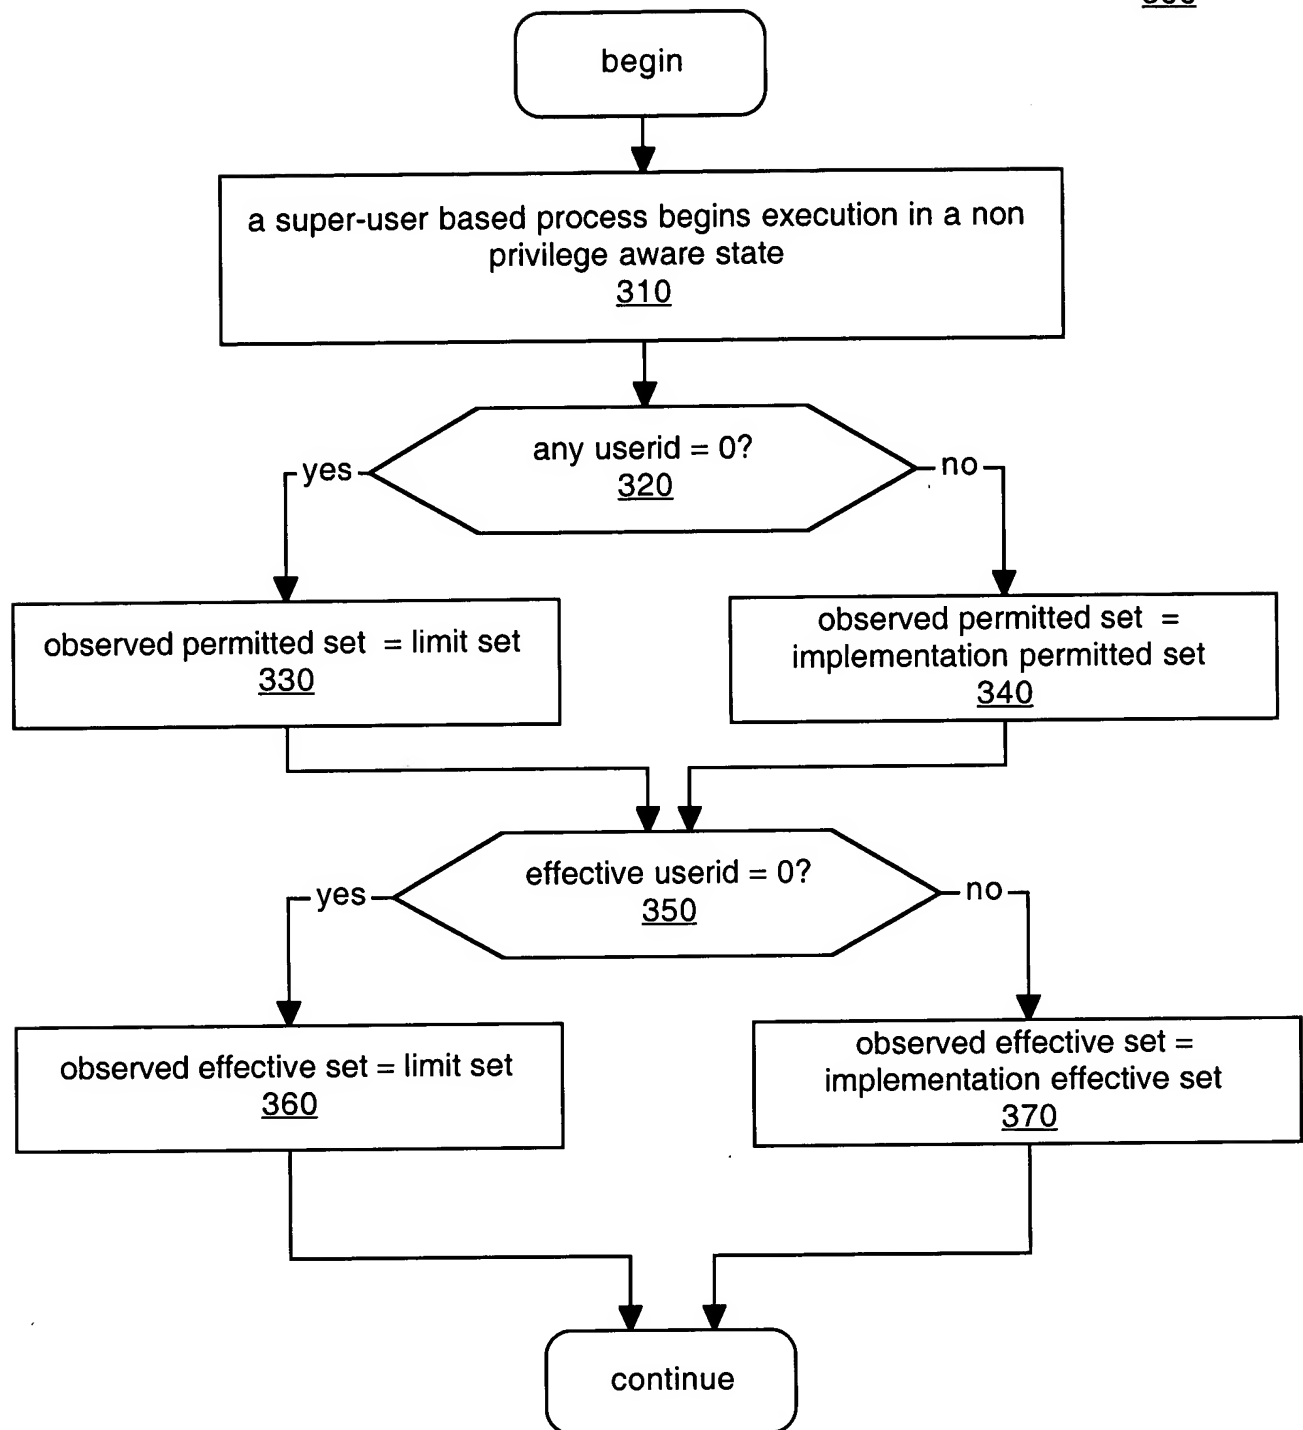 begin
a super-user based process begins execution in a non
privilege aware state
310
any userid = 0?
320
yes
no
observed permitted set = limit set
330
observed permitted set =
implementation permitted set
340
effective userid = 0?
350
yes
no
observed effective set = limit set
360
observed effective set =
implementation effective set
370
continue